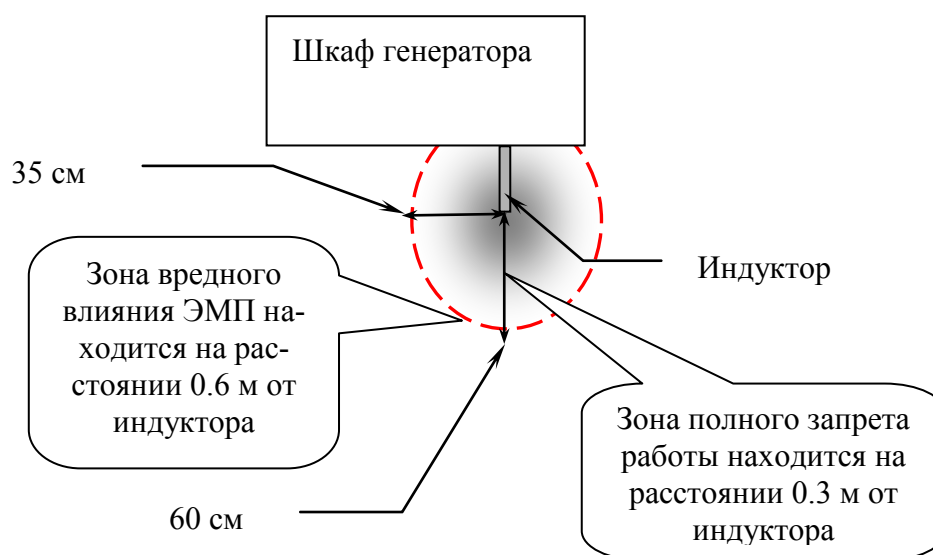 Шкаф генератора
35 см
Индуктор
Зона вредного
влияния ЭМП на-
ходится на рас-
стоянии 0.6 м от
индуктора
Зона полного запрета
работы находится на
расстоянии 0.3 м от
индуктора
60 см